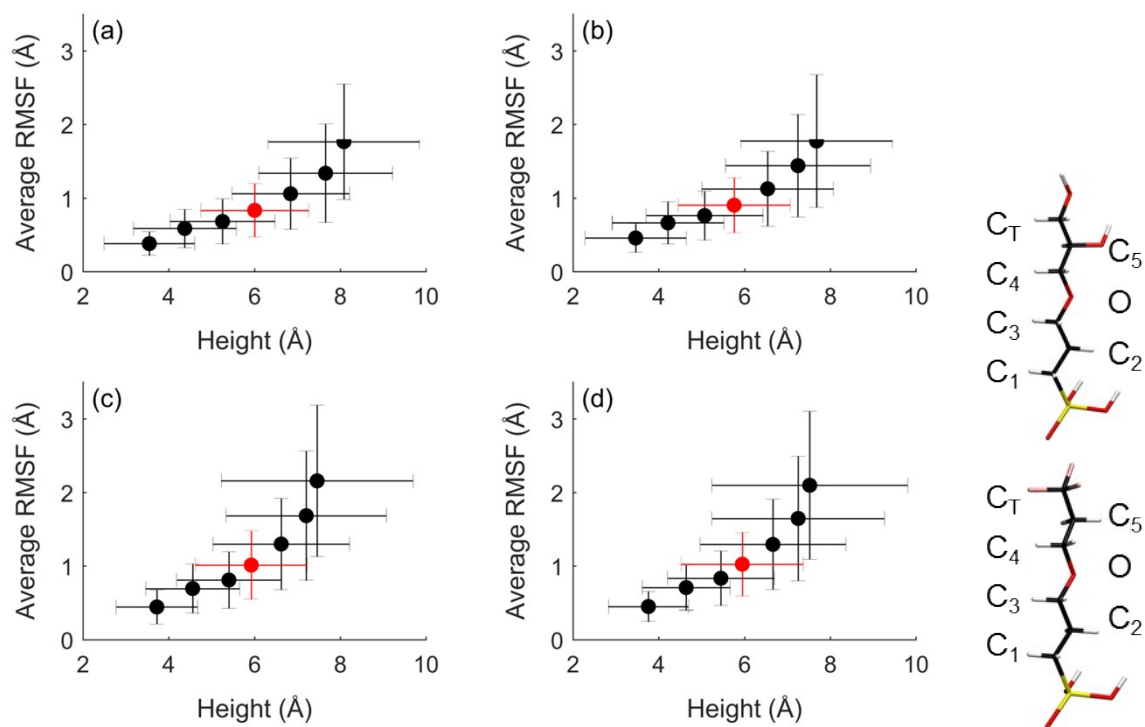 (a)
Average RMSF (Å)
3
2
1
0
2 4 6 8 10
Height (Å)
(b)
Average RMSF (Å)
3
2
1
0
2 4 6 8 10
Height (Å)
(c)
Average RMSF (Å)
3
2
1
0
2 4 6 8 10
Height (Å)
(d)
Average RMSF (Å)
3
2
1
0
2 4 6 8 10
Height (Å)
C_T
C_5
C_4
O
C_3
C_2
C_1
C_T
C_5
C_4
O
C_3
C_2
C_1